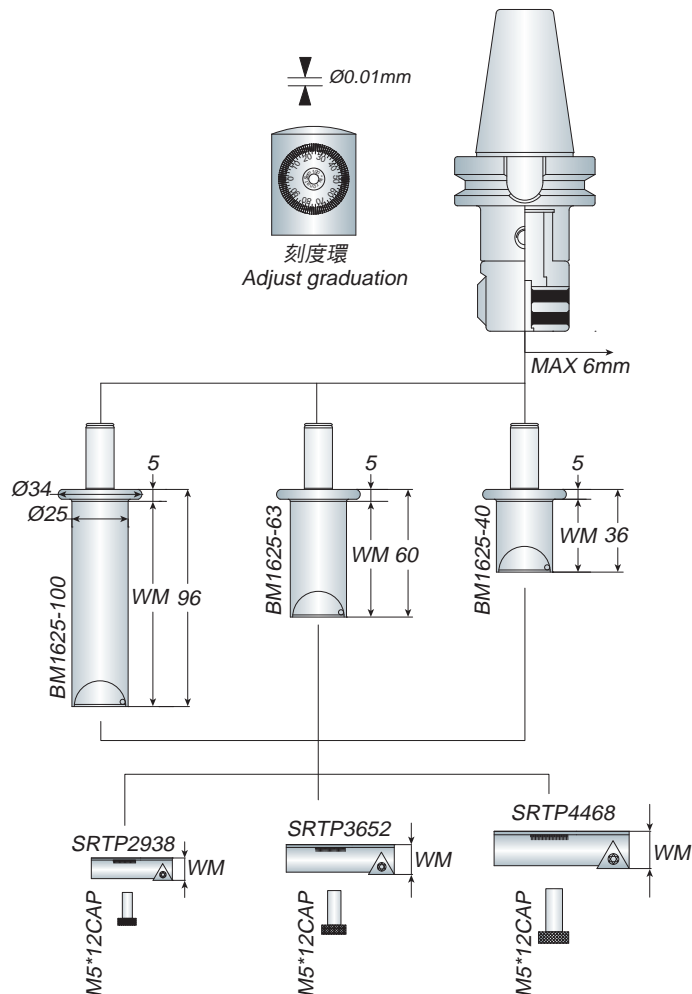 Ø0.01mm
刻度環
Adjust graduation
MAX 6mm
5
Ø34
Ø25
WM 96
BM1625-100
5
WM 60
BM1625-63
5
WM 36
BM1625-40
SRTP2938
WM
M5*12CAP
SRTP3652
WM
M5*12CAP
SRTP4468
WM
M5*12CAP